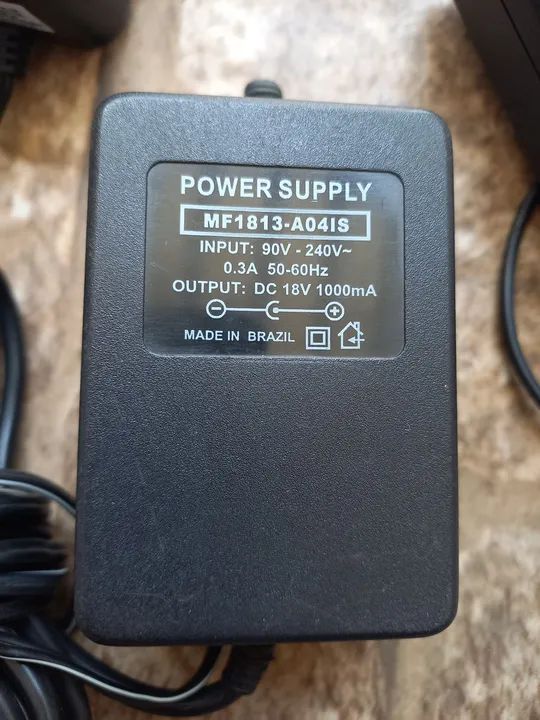 POWER SUPPLY
MF1813-A04IS
INPUT: 90V - 240V~
0.3A 50-60Hz
OUTPUT: DC 18V 1000mA
MADE IN BRAZIL